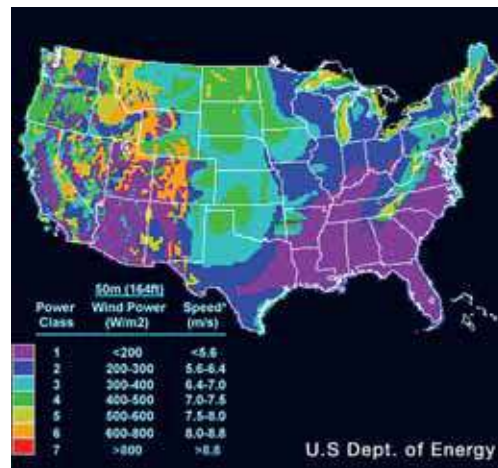 50m (164ft)
Power Wind Power Speed*
Class (W/m2) (m/s)
1 <200 <5.6
2 200-300 5.6-6.4
3 300-400 6.4-7.0
4 400-500 7.0-7.5
5 500-600 7.5-8.0
6 600-800 8.0-8.8
7 >800 >8.8
U.S Dept. of Energy